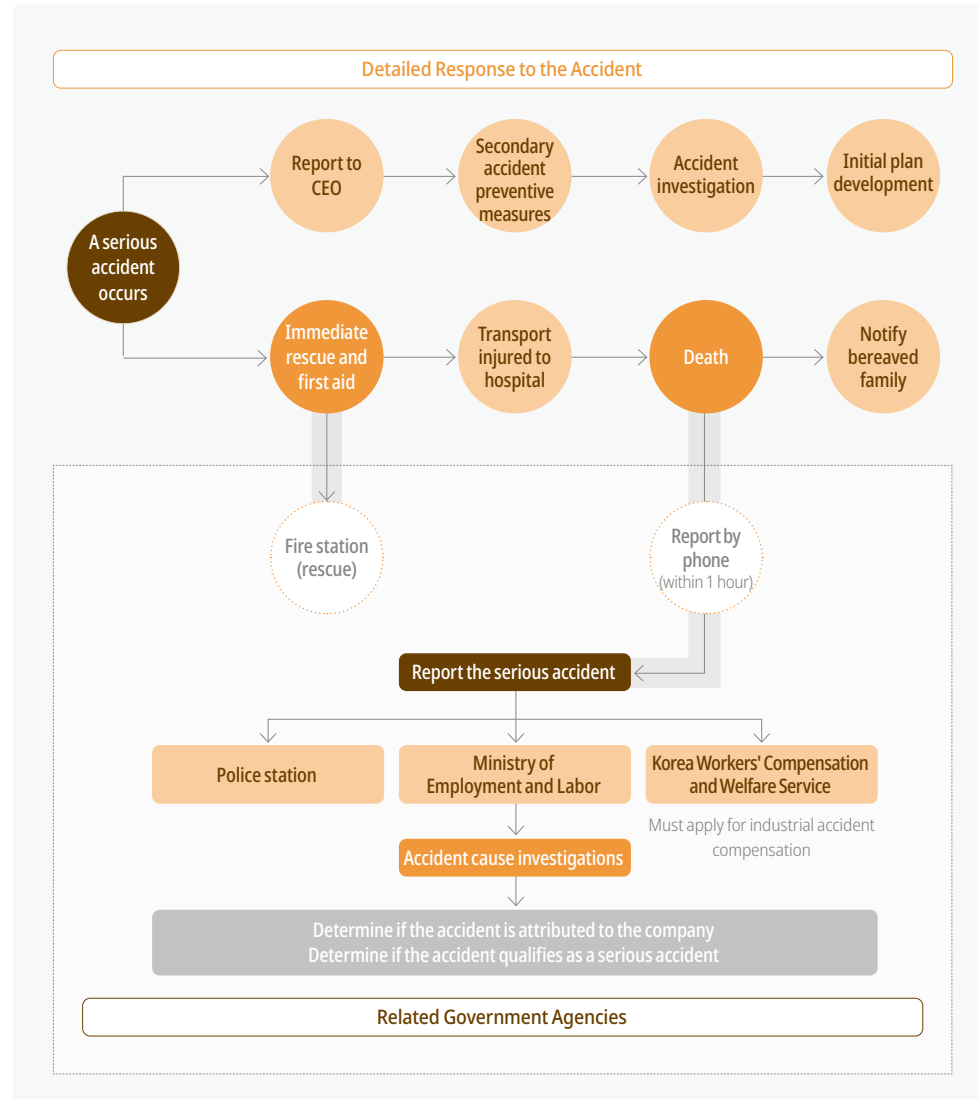 Detailed Response to the Accident
Report to
CEO
Secondary
accident
preventive
measures
Accident
investigation
Initial plan
development
A serious
accident
occurs
Immediate
rescue and
first aid
Transport
injured to
hospital
Death
Notify
bereaved
family
Fire station
(rescue)
Report by
phone
(within 1 hour)
Report the serious accident
Police station
Ministry of
Employment and Labor
Korea Workers' Compensation
and Welfare Service
Must apply for industrial accident
compensation
Accident cause investigations
Determine if the accident is attributed to the company
Determine if the accident qualifies as a serious accident
Related Government Agencies